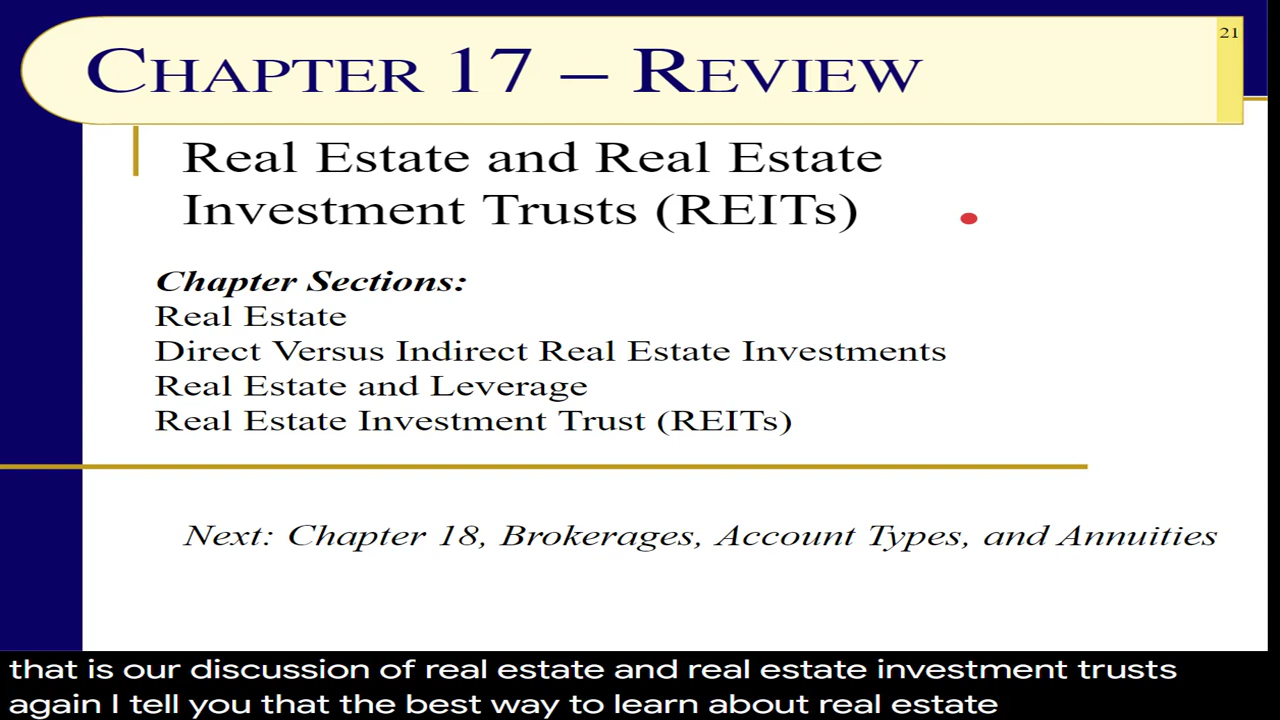 21
CHAPTER 17 – REVIEW
Real Estate and Real Estate
Investment Trusts (REITs)
Chapter Sections:
Real Estate
Direct Versus Indirect Real Estate Investments
Real Estate and Leverage
Real Estate Investment Trust (REITs)
Next: Chapter 18, Brokerages, Account Types, and Annuities
that is our discussion of real estate and real estate investment trusts
again I tell you that the best way to learn about real estate